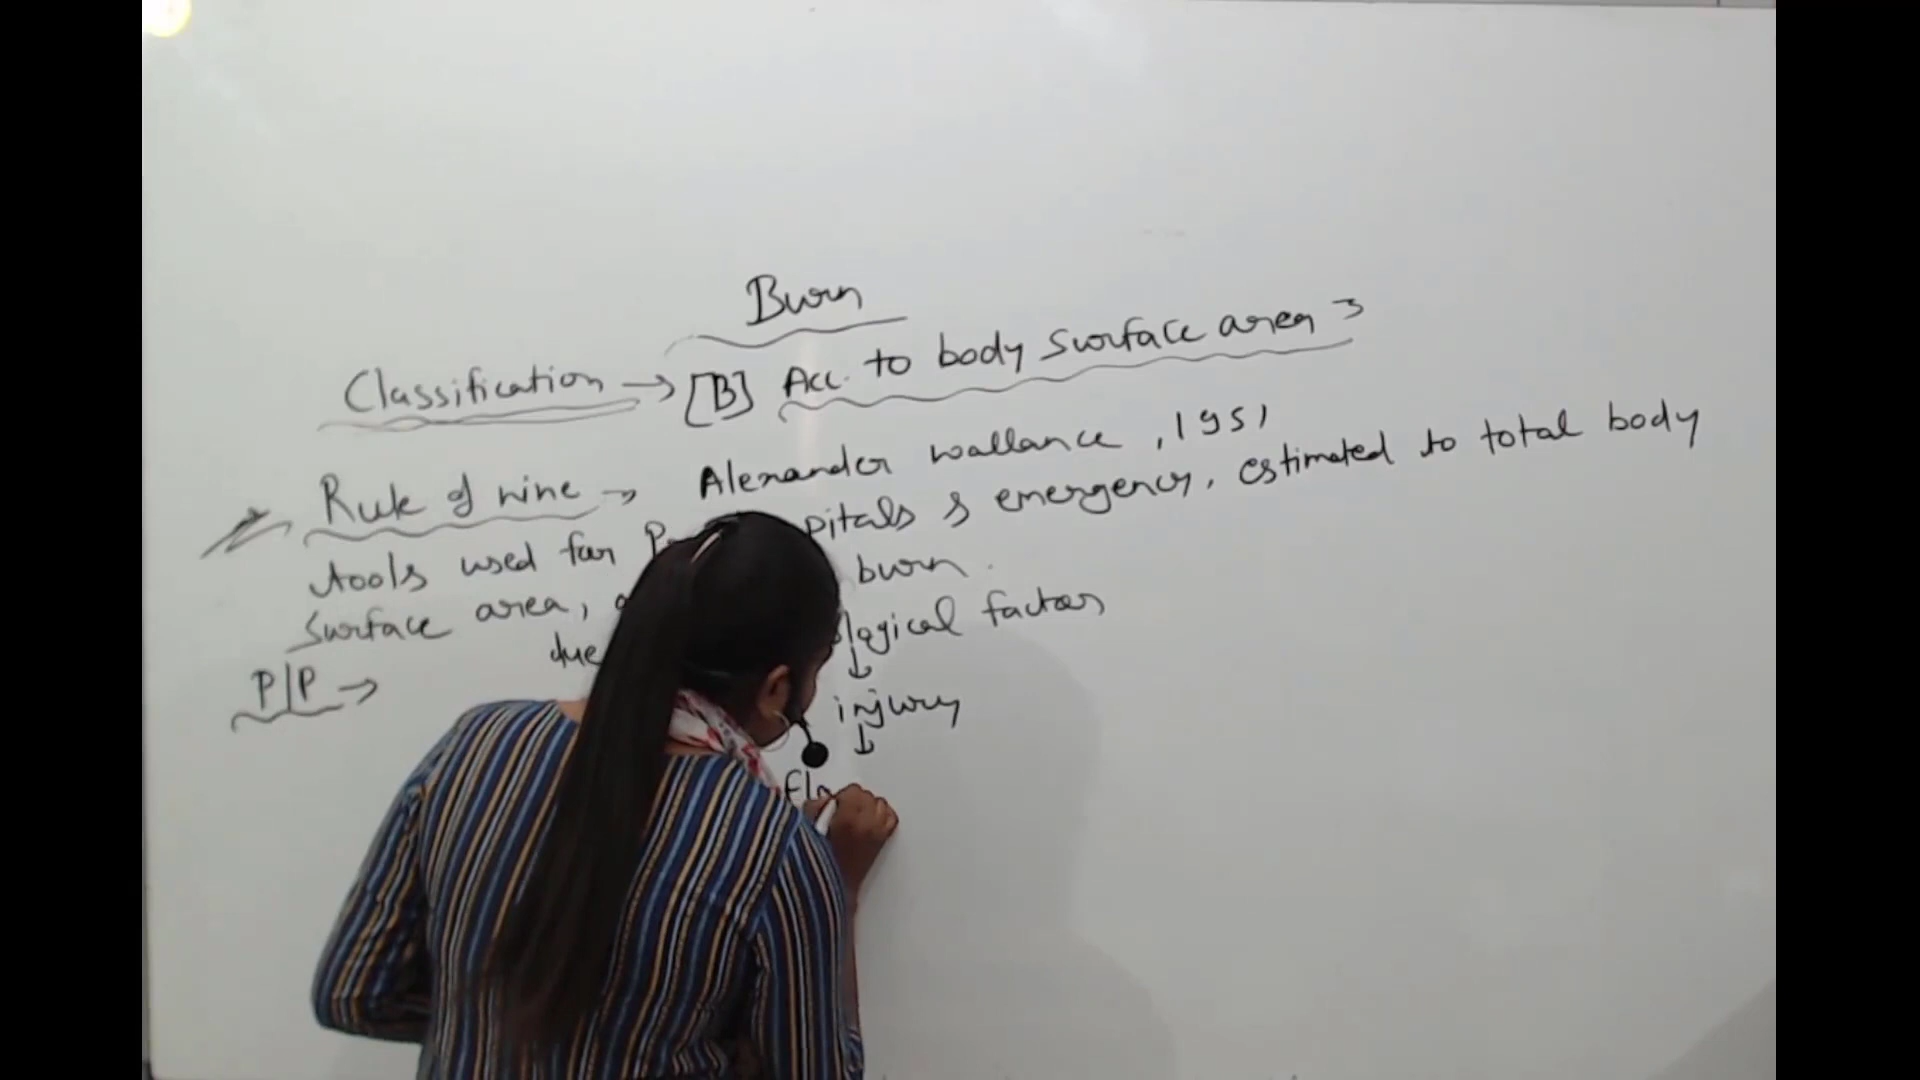 Burn
Classification → [B] Acc. to body surface area →
Rule of nine → Alexander wallance, 1951
tools used for pitals & emergency, estimated to total body
surface area, burn.
P/P → due logical factors
↓
injury
↓